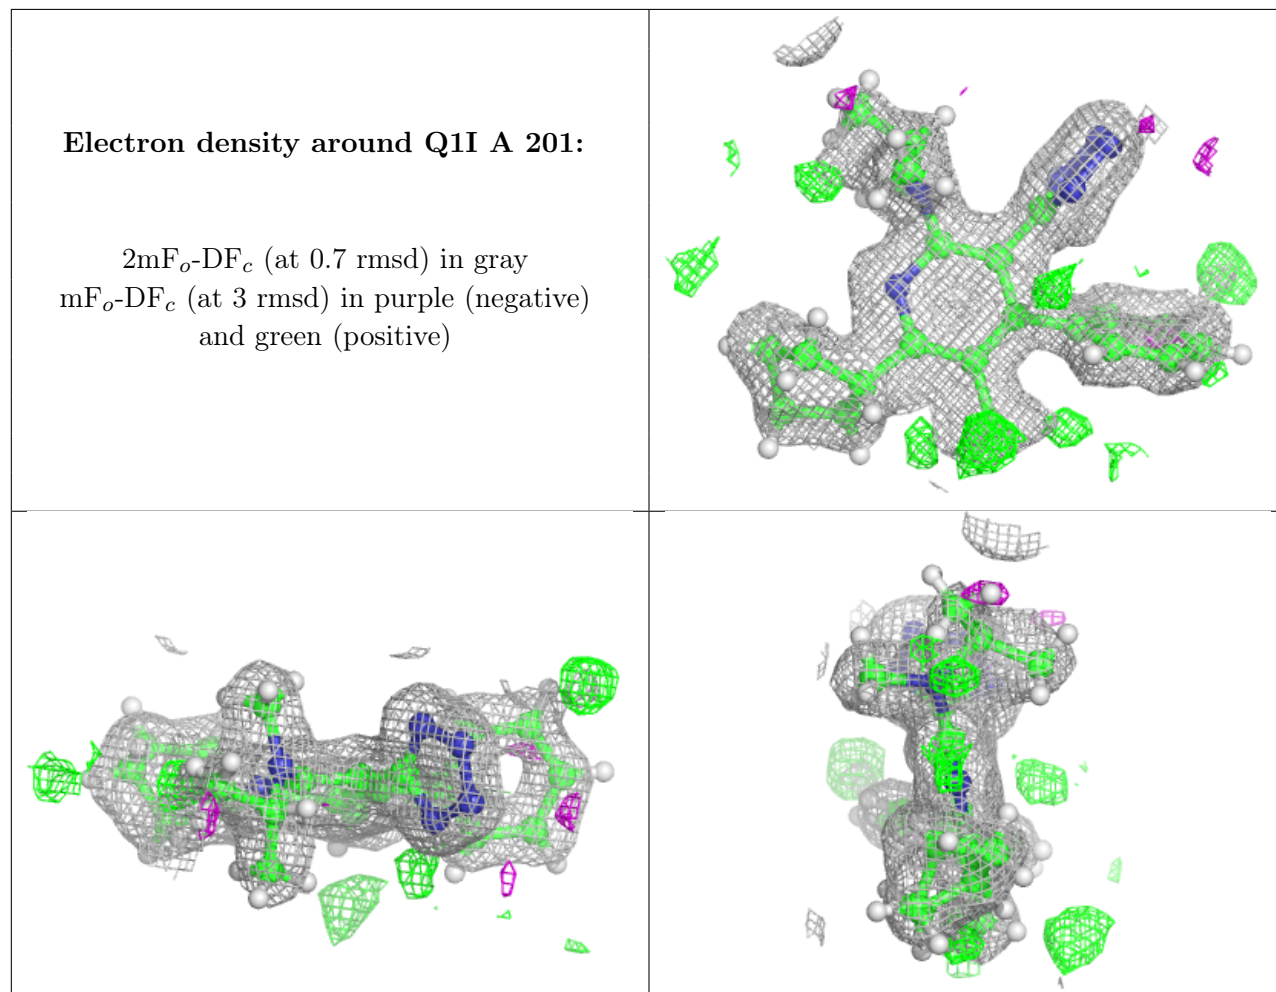 Electron density around Q1I A 201:
2mFo-DFc (at 0.7 rmsd) in gray
mFo-DFc (at 3 rmsd) in purple (negative)
and green (positive)